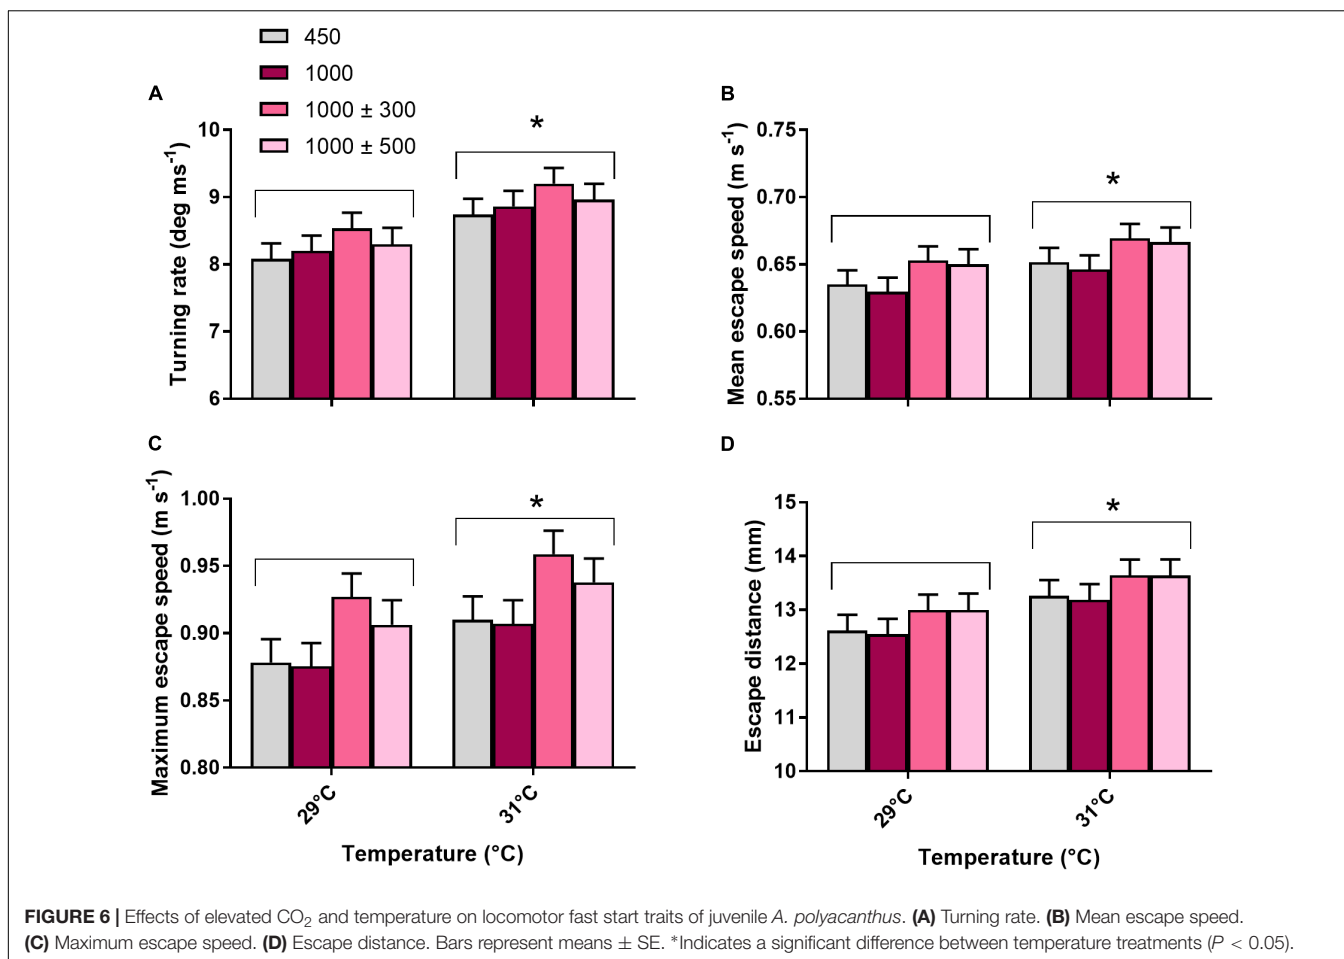 450
1000
1000 ± 300
1000 ± 500
A
10
9
8
7
6
Turning rate (deg ms-1)
*
B
0.75
0.70
0.65
0.60
0.55
Mean escape speed (m s-1)
*
C
1.00
0.95
0.90
0.85
0.80
Maximum escape speed (m s-1)
*
29°C
31°C
Temperature (°C)
D
15
14
13
12
11
10
Escape distance (mm)
*
29°C
31°C
Temperature (°C)
FIGURE 6 | Effects of elevated CO2 and temperature on locomotor fast start traits of juvenile A. polyacanthus. (A) Turning rate. (B) Mean escape speed.
(C) Maximum escape speed. (D) Escape distance. Bars represent means ± SE. *Indicates a significant difference between temperature treatments (P < 0.05).